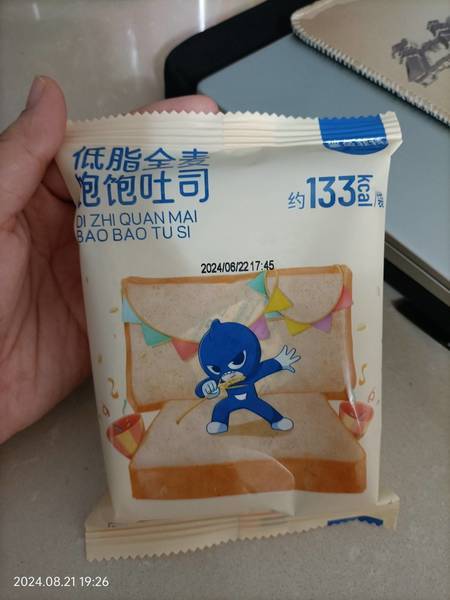 低脂全麦
饱饱吐司
DI ZHI QUAN MAI
BAO BAO TU SI
约133kcal/袋
2024/06/22 17:45
2024.08.21 19:26